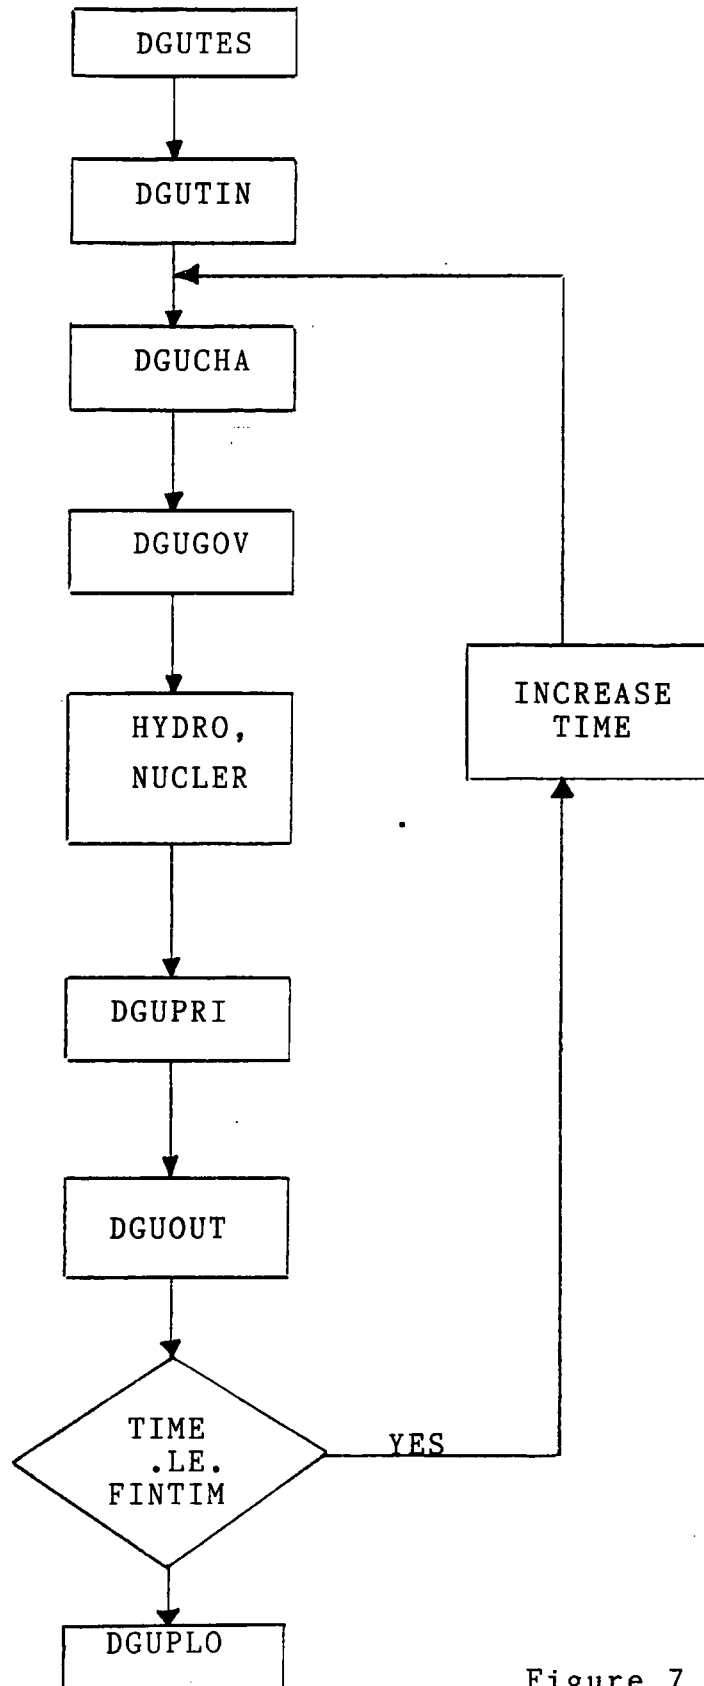 DGUTES
DGUTIN
DGUCHA
DGUGOV
HYDRO,
NUCLER
INCREASE
TIME
DGUPRI
DGUOUT
TIME
.LE.
FINTIM
YES
DGUPLO
Figure 7